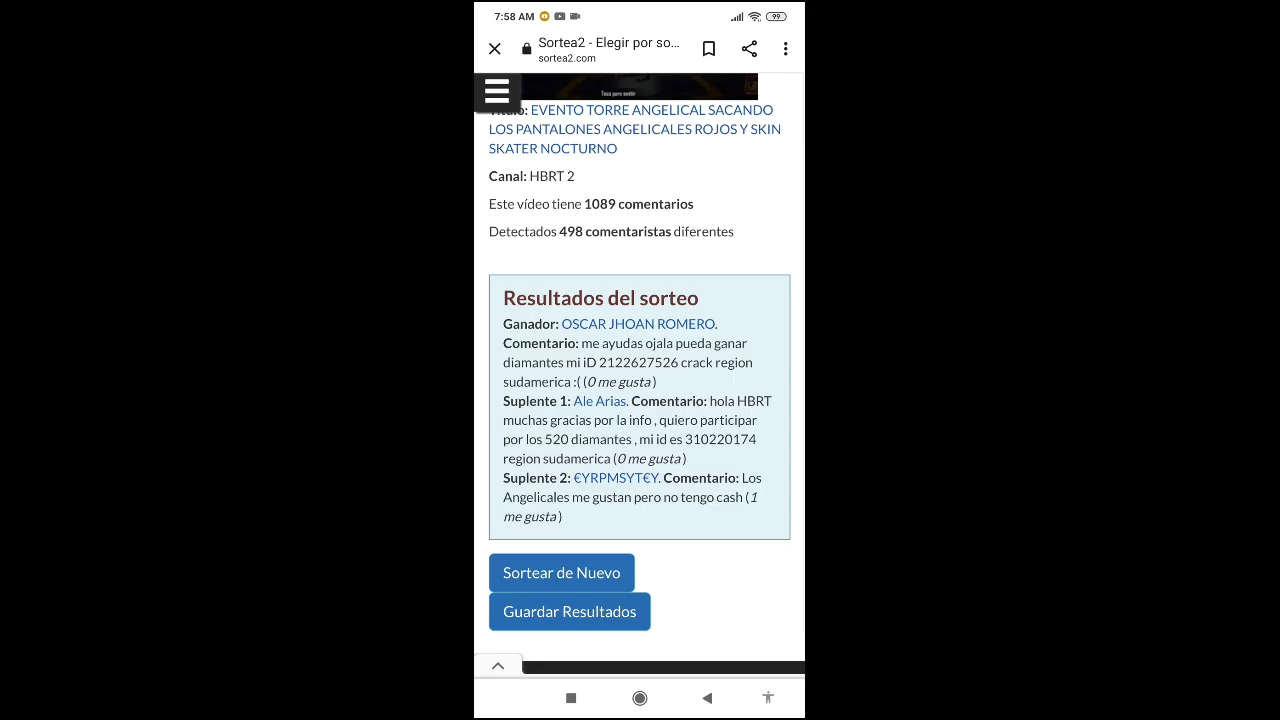 7:58 AM
99
Sortea2 - Elegir por so...
sortea2.com
Toca para sentir
Título: EVENTO TORRE ANGELICAL SACANDO
LOS PANTALONES ANGELICALES ROJOS Y SKIN
SKATER NOCTURNO
Canal: HBRT 2
Este vídeo tiene 1089 comentarios
Detectados 498 comentaristas diferentes
Resultados del sorteo
Ganador: OSCAR JHOAN ROMERO.
Comentario: me ayudas ojala pueda ganar
diamantes mi iD 2122627526 crack region
sudamerica :( (0 me gusta )
Suplente 1: Ale Arias. Comentario: hola HBRT
muchas gracias por la info , quiero participar
por los 520 diamantes , mi id es 310220174
region sudamerica (0 me gusta )
Suplente 2: €YRPMSYT€Y. Comentario: Los
Angelicales me gustan pero no tengo cash (1
me gusta )
Sortear de Nuevo
Guardar Resultados